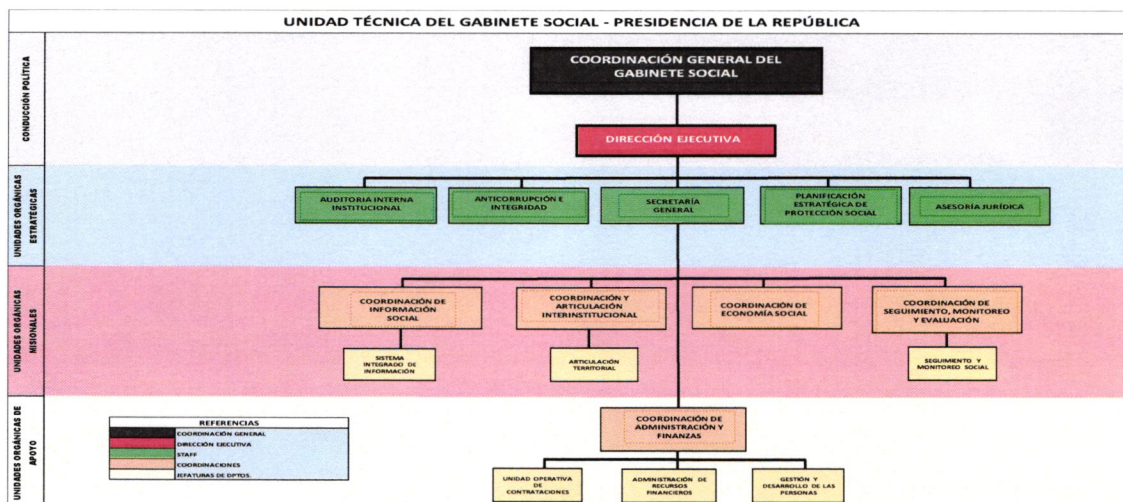 UNIDAD TÉCNICA DEL GABINETE SOCIAL - PRESIDENCIA DE LA REPÚBLICA
CONDUCCIÓN POLÍTICA
COORDINACIÓN GENERAL DEL
GABINETE SOCIAL
DIRECCIÓN EJECUTIVA
UNIDADES ORGÁNICAS
ESTRATÉGICAS
AUDITORIA INTERNA
INSTITUCIONAL
ANTICORRUPCIÓN E
INTEGRIDAD
SECRETARÍA
GENERAL
PLANIFICACIÓN
ESTRATÉGICA DE
PROTECCIÓN SOCIAL
ASESORÍA JURÍDICA
UNIDADES ORGÁNICAS
MISIONALES
COORDINACIÓN DE
INFORMACIÓN
SOCIAL
COORDINACIÓN Y
ARTICULACIÓN
INTERINSTITUCIONAL
COORDINACIÓN DE
ECONOMÍA SOCIAL
COORDINACIÓN DE
SEGUIMIENTO, MONITOREO
Y EVALUACIÓN
SISTEMA
INTEGRADO DE
INFORMACIÓN
ARTICULACIÓN
TERRITORIAL
SEGUIMIENTO Y
MONITOREO SOCIAL
UNIDADES ORGÁNICAS DE
APOYO
COORDINACIÓN DE
ADMINISTRACIÓN Y
FINANZAS
UNIDAD OPERATIVA
DE
CONTRATACIONES
ADMINISTRACIÓN DE
RECURSOS
FINANCIEROS
GESTIÓN Y
DESARROLLO DE LAS
PERSONAS
REFERENCIAS
COORDINACIÓN GENERAL
DIRECCIÓN EJECUTIVA
STAFF
COORDINACIONES
JEFATURAS DE DPTOS.